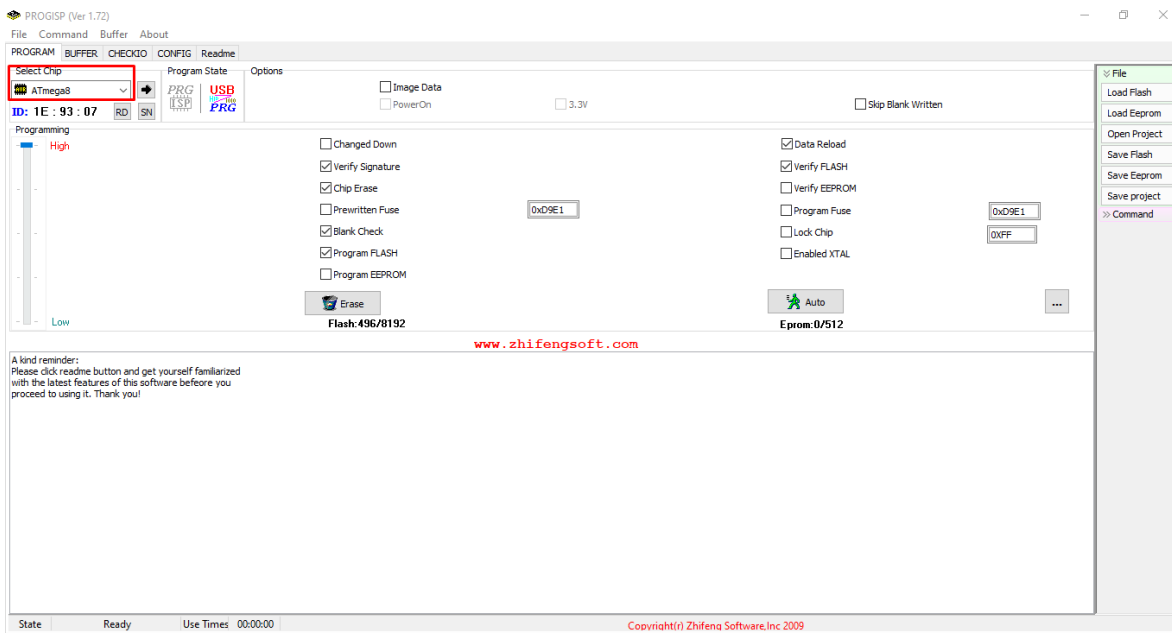 PROGISP (Ver 1.72)
File Command Buffer About
PROGRAM BUFFER CHECKIO CONFIG Readme
Select Chip Program State Options
ATmega8
PRG ISP USB PRG
ID: 1E : 93 : 07 RD SN
Image Data
PowerOn 3.3V Skip Blank Written
Programming
High
Low
Changed Down Data Reload
Verify Signature Verify FLASH
Chip Erase Verify EEPROM
Prewritten Fuse 0xD9E1 Program Fuse 0xD9E1
Blank Check Lock Chip 0XFF
Program FLASH Enabled XTAL
Program EEPROM
Erase Auto ...
Flash:496/8192 Eprom:0/512
www.zhifengsoft.com
A kind reminder:
Please click readme button and get yourself familiarized
with the latest features of this software befeore you
proceed to using it. Thank you!
File
Load Flash
Load Eeprom
Open Project
Save Flash
Save Eeprom
Save project
Command
State Ready Use Times 00:00:00 Copyright(r) Zhifeng Software,Inc 2009